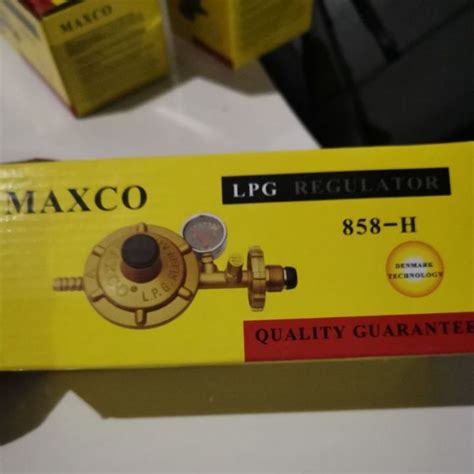 MAXCO
MAXCO
LPG REGULATOR
858-H
DENMARK
TECHNOLOGY
L.P.G.
QUALITY GUARANTEE